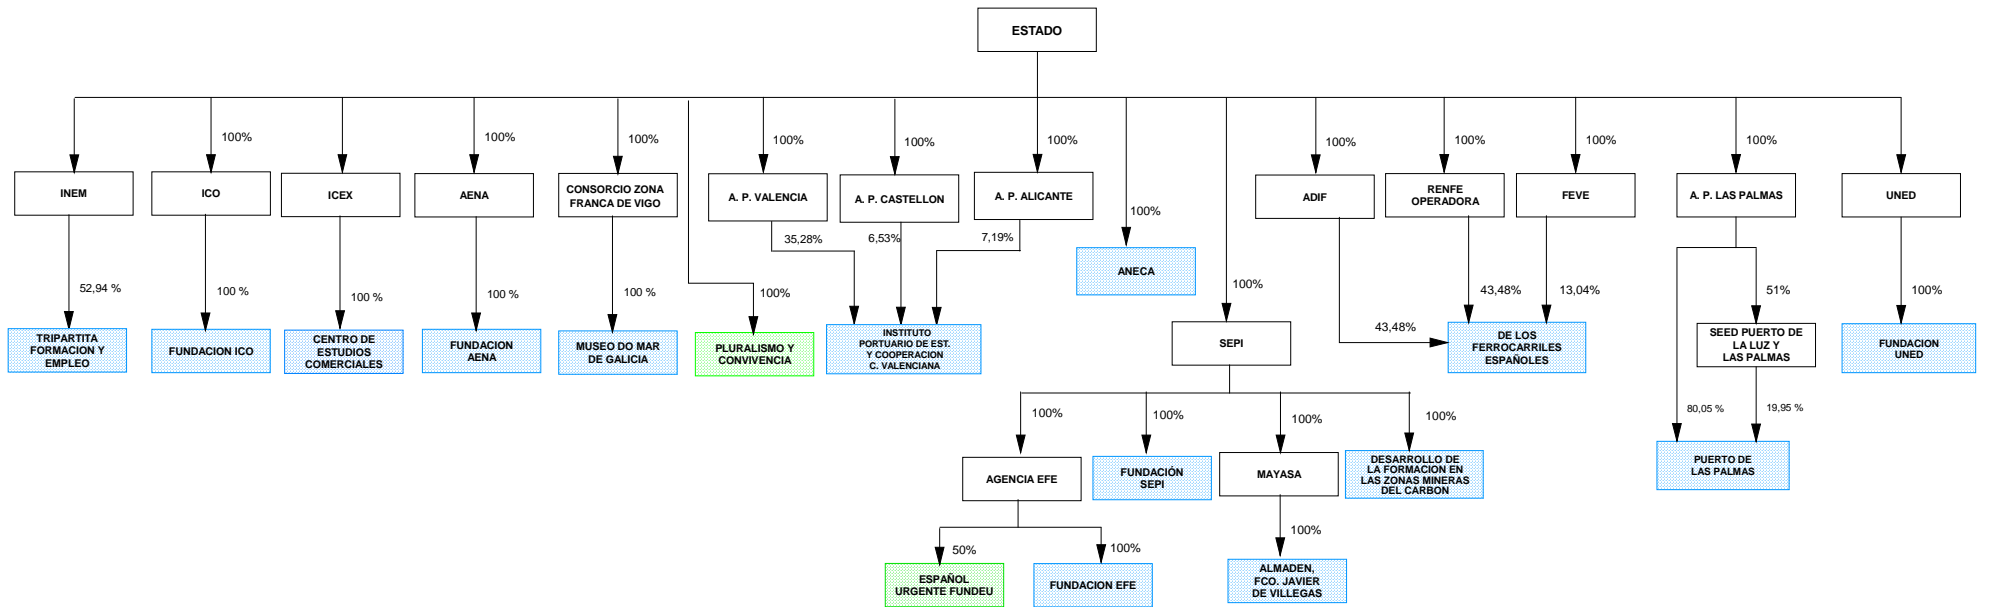 ESTADO
100%
100%
100%
100%
100%
100%
100%
100%
100%
100%
INEM
ICO
ICEX
AENA
CONSORCIO ZONA
FRANCA DE VIGO
A. P. VALENCIA
A. P. CASTELLON
A. P. ALICANTE
ADIF
RENFE
OPERADORA
FEVE
A. P. LAS PALMAS
UNED
35,28%
6,53%
7,19%
100%
ANECA
52,94 %
100 %
100 %
100 %
100 %
100%
100%
43,48%
13,04%
51%
100%
43,48%
TRIPARTITA
FORMACION Y
EMPLEO
FUNDACION ICO
CENTRO DE
ESTUDIOS
COMERCIALES
FUNDACION
AENA
MUSEO DO MAR
DE GALICIA
PLURALISMO Y
CONVIVENCIA
INSTITUTO
PORTUARIO DE EST.
Y COOPERACION
C. VALENCIANA
SEPI
DE LOS
FERROCARRILES
ESPAÑOLES
SEED PUERTO DE
LA LUZ Y
LAS PALMAS
FUNDACION
UNED
100%
100%
100%
100%
80,05 %
19,95 %
AGENCIA EFE
FUNDACIÓN
SEPI
MAYASA
DESARROLLO DE
LA FORMACION EN
LAS ZONAS MINERAS
DEL CARBON
PUERTO DE
LAS PALMAS
50%
100%
100%
ESPAÑOL
URGENTE FUNDEU
FUNDACION EFE
ALMADEN,
FCO. JAVIER
DE VILLEGAS